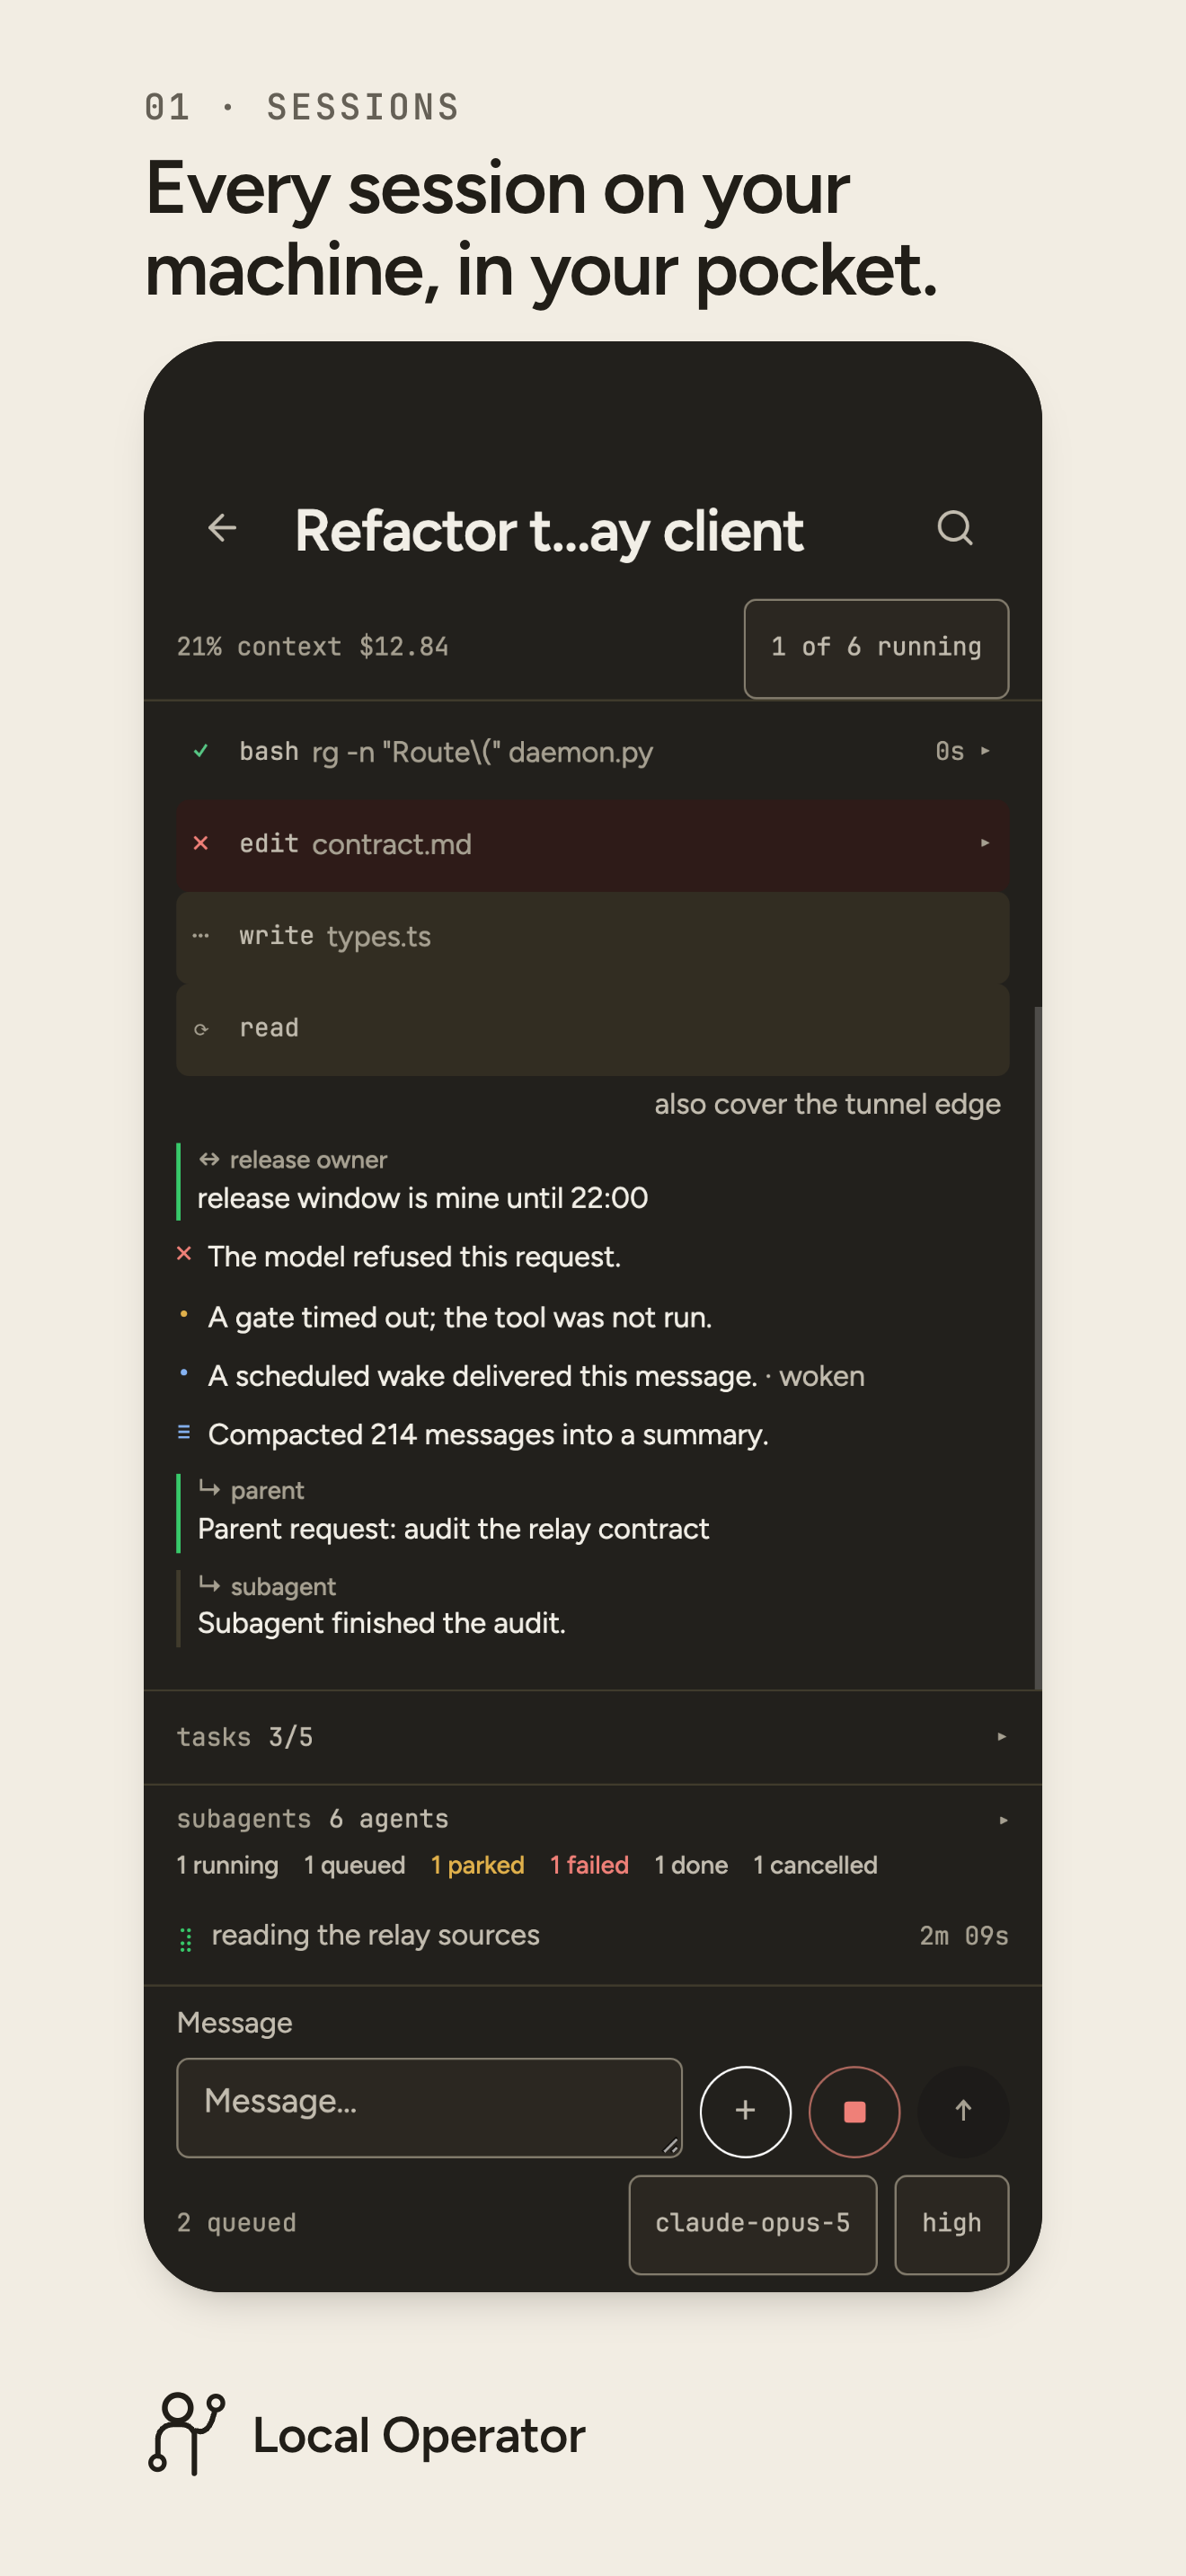 01 · SESSIONS
Every session on your
machine, in your pocket.
Refactor t...ay client
21% context $12.84
1 of 6 running
bash rg -n "Route\(" daemon.py 0s
edit contract.md
write types.ts
read
also cover the tunnel edge
↔ release owner
release window is mine until 22:00
The model refused this request.
A gate timed out; the tool was not run.
A scheduled wake delivered this message. · woken
Compacted 214 messages into a summary.
parent
Parent request: audit the relay contract
subagent
Subagent finished the audit.
tasks 3/5
subagents 6 agents
1 running 1 queued 1 parked 1 failed 1 done 1 cancelled
reading the relay sources 2m 09s
Message
Message...
2 queued
claude-opus-5
high
Local Operator